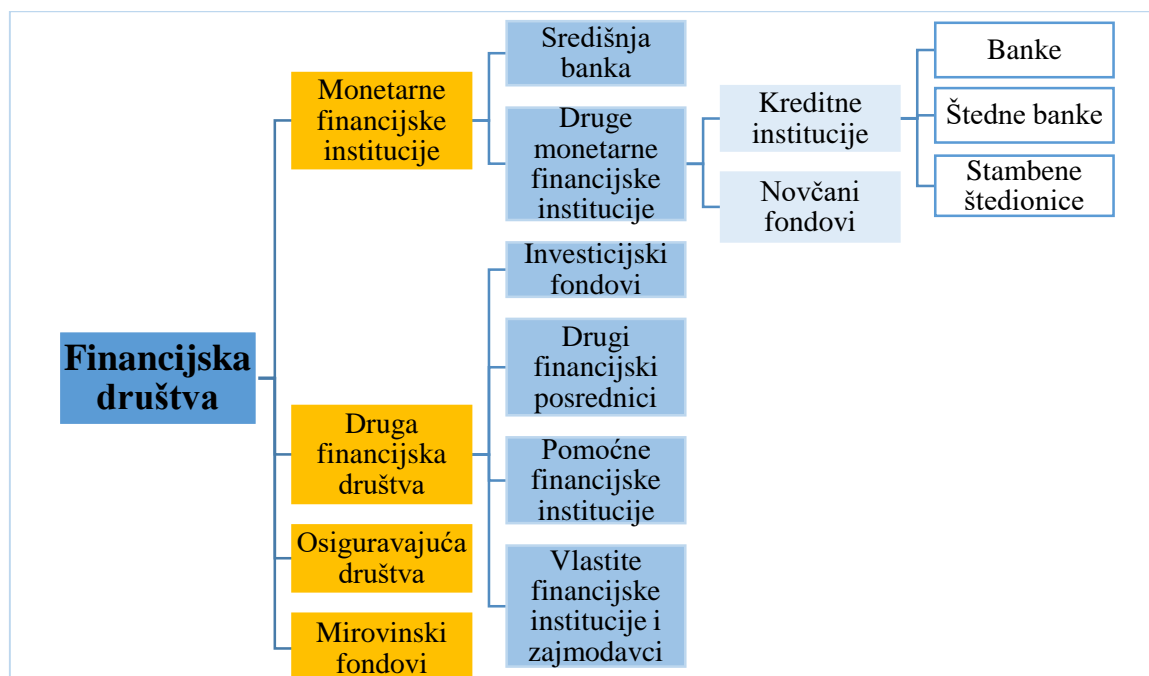 Financijska
društva
Monetarne
financijske
institucije
Središnja
banka
Druge
monetarne
financijske
institucije
Kreditne
institucije
Banke
Štedne banke
Stambene
štedionice
Novčani
fondovi
Druga
financijska
društva
Investicijski
fondovi
Drugi
financijski
posrednici
Pomoćne
financijske
institucije
Vlastite
financijske
institucije i
zajmodavci
Osiguravajuća
društva
Mirovinski
fondovi